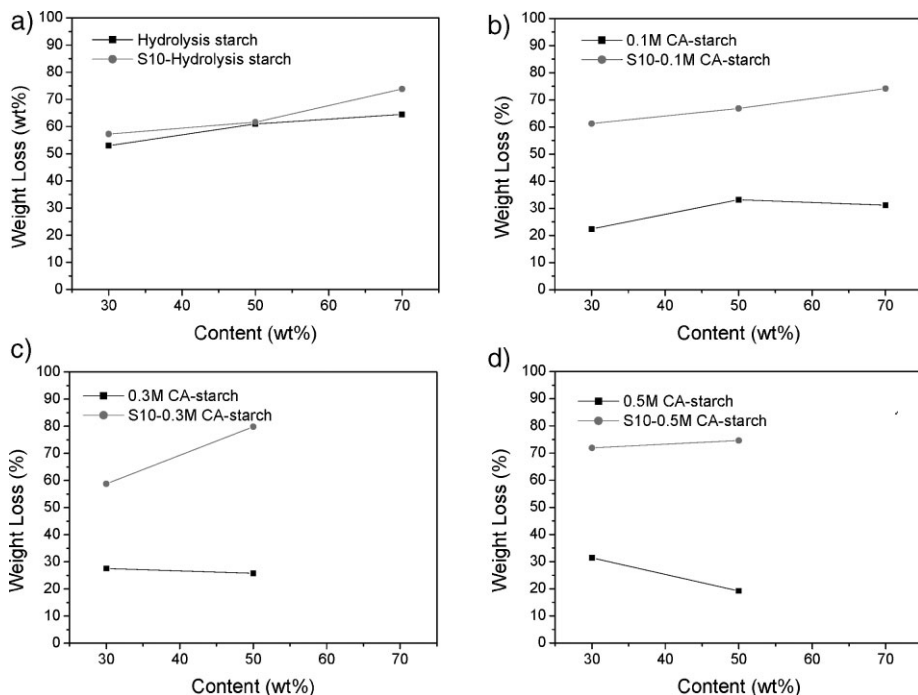 a)
Hydrolysis starch
S10-Hydrolysis starch
Weight Loss (wt%)
100
90
80
70
60
50
40
30
20
10
0
30 40 50 60 70
Content (wt%)
b)
0.1M CA-starch
S10-0.1M CA-starch
Weight Loss (%)
100
90
80
70
60
50
40
30
20
10
0
30 40 50 60 70
Content (wt%)
c)
0.3M CA-starch
S10-0.3M CA-starch
Weight Loss (%)
100
90
80
70
60
50
40
30
20
10
0
30 40 50 60 70
Content (wt%)
d)
0.5M CA-starch
S10-0.5M CA-starch
Weight Loss (%)
100
90
80
70
60
50
40
30
20
10
0
30 40 50 60 70
Content (wt%)